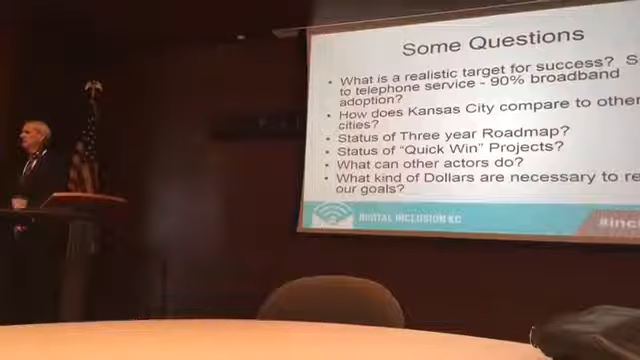 Some Questions
• What is a realistic target for success? S
to telephone service - 90% broadband
adoption?
• How does Kansas City compare to other
cities?
• Status of Three year Roadmap?
• Status of "Quick Win" Projects?
• What can other actors do?
• What kind of Dollars are necessary to re
our goals?
DIGITAL INCLUSION KC
#inc